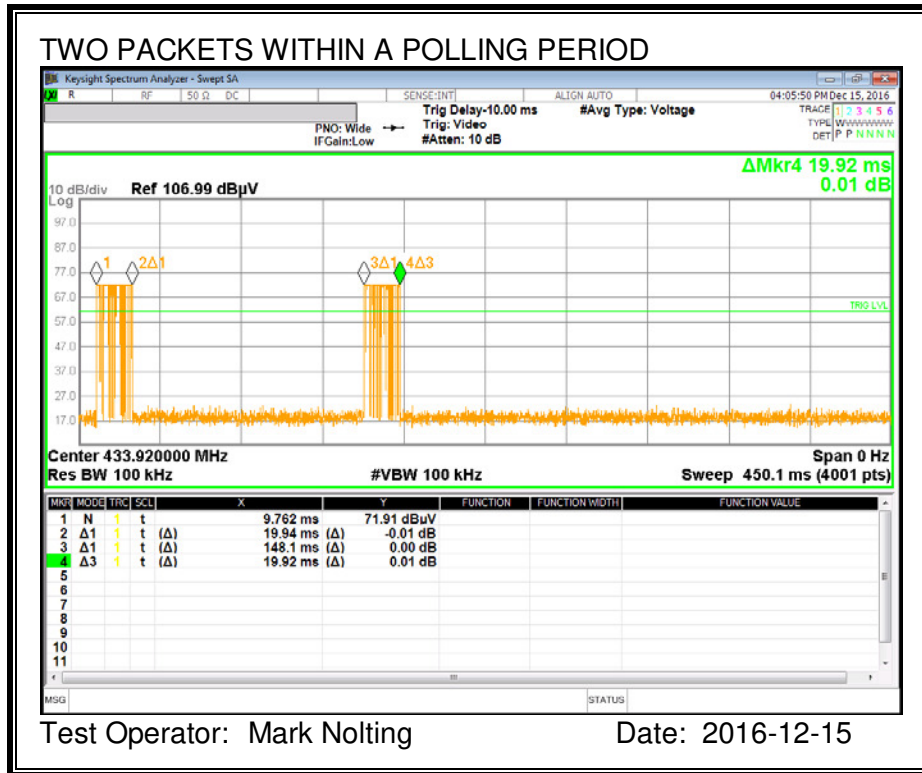 TWO PACKETS WITHIN A POLLING PERIOD
Keysight Spectrum Analyzer - Swept SA
R RF 50 Ω DC SENSE:INT ALIGN AUTO 04:05:50 PM Dec 15, 2016
Trig Delay-10.00 ms #Avg Type: Voltage TRACE 1 2 3 4 5 6
PNO: Wide Trig: Video TYPE WWWWWW
IFGain:Low #Atten: 10 dB DET P P N N N N
ΔMkr4 19.92 ms
10 dB/div Ref 106.99 dBµV 0.01 dB
Log
97.0
87.0
1 2Δ1 3Δ1 4Δ3
77.0
67.0
TRIG LVL
57.0
47.0
37.0
27.0
17.0
Center 433.920000 MHz Span 0 Hz
Res BW 100 kHz #VBW 100 kHz Sweep 450.1 ms (4001 pts)
MKR MODE TRC SCL X Y FUNCTION FUNCTION WIDTH FUNCTION VALUE
1 N 1 t 9.762 ms 71.91 dBuV
2 Δ1 1 t (Δ) 19.94 ms (Δ) -0.01 dB
3 Δ1 1 t (Δ) 148.1 ms (Δ) 0.00 dB
4 Δ3 1 t (Δ) 19.92 ms (Δ) 0.01 dB
5
6
7
8
9
10
11
MSG STATUS
Test Operator: Mark Nolting Date: 2016-12-15